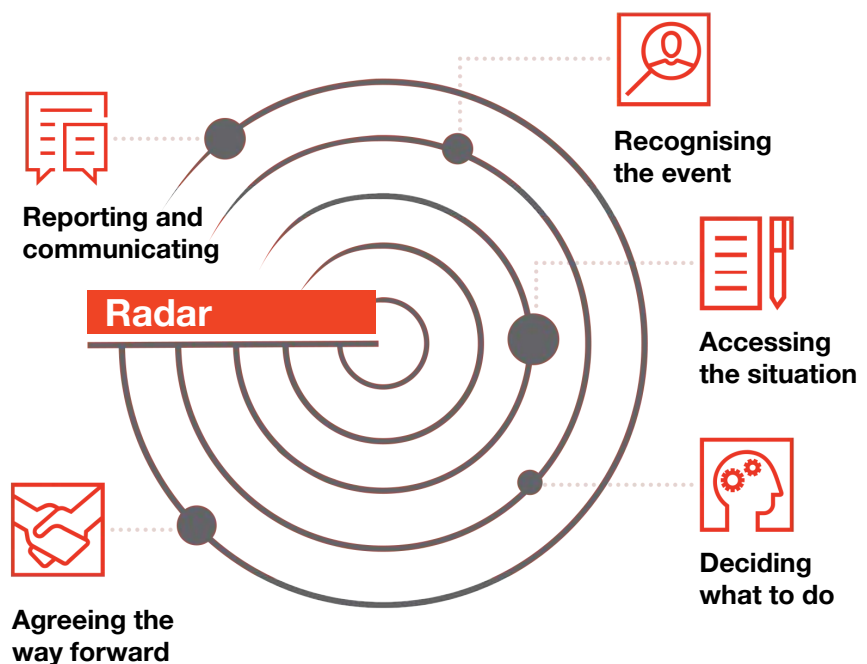 Recognising
the event
Reporting and
communicating
Radar
Accessing
the situation
Deciding
what to do
Agreeing the
way forward